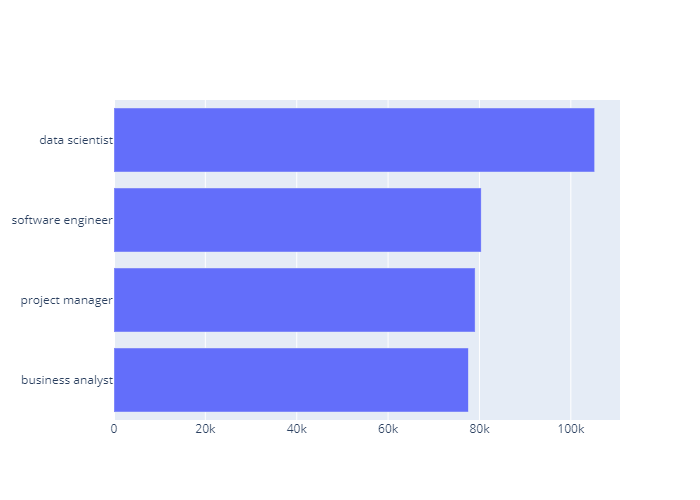 data scientist
software engineer
project manager
business analyst
0 20k 40k 60k 80k 100k